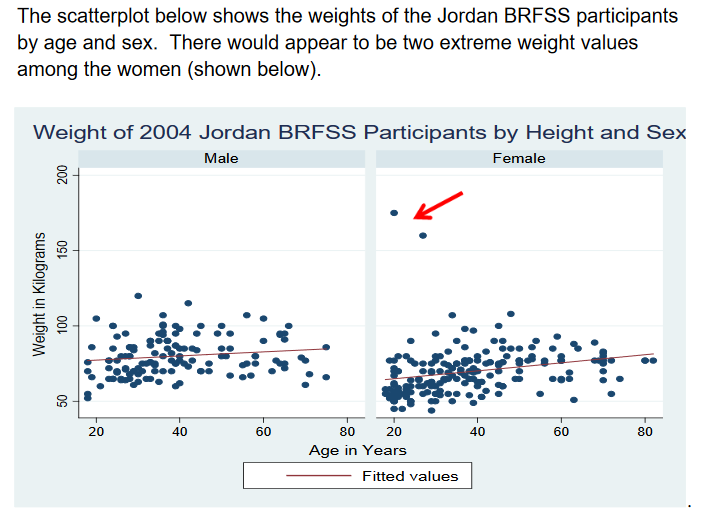 The scatterplot below shows the weights of the Jordan BRFSS participants
by age and sex.  There would appear to be two extreme weight values
among the women (shown below).
Weight of 2004 Jordan BRFSS Participants by Height and Sex
Male
Female
Weight in Kilograms
200
150
100
50
20
40
60
80
20
40
60
80
Age in Years
Fitted values
.